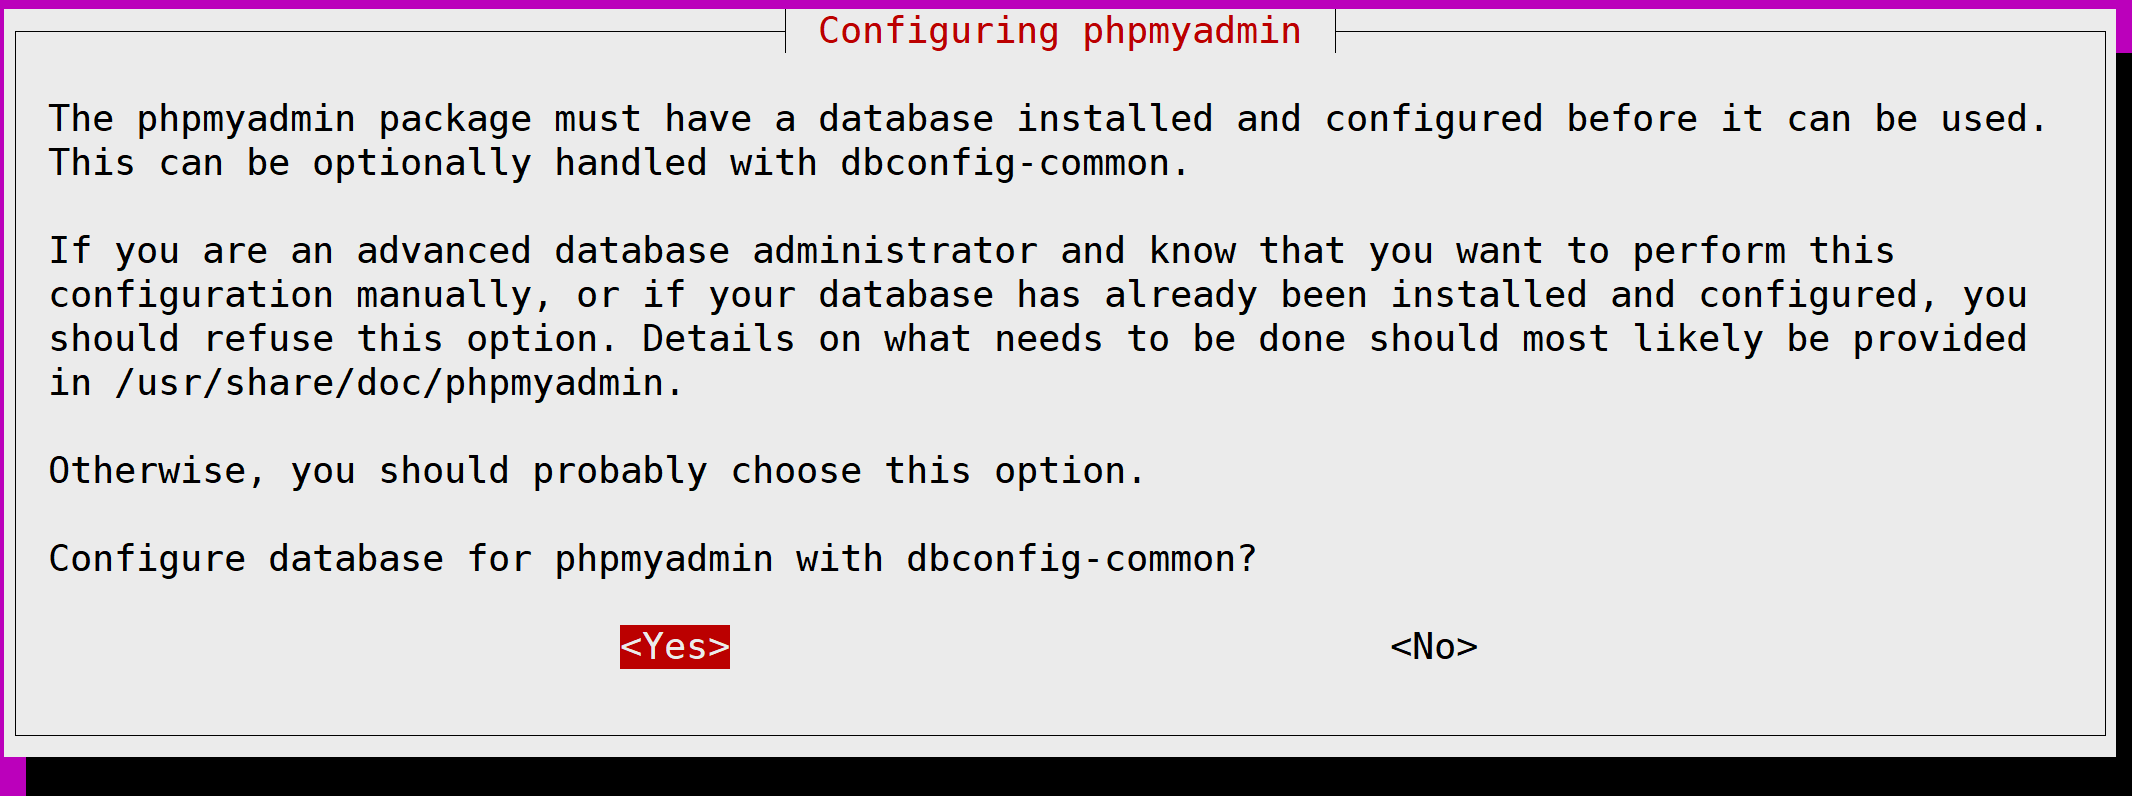 Configuring phpmyadmin
The phpmyadmin package must have a database installed and configured before it can be used.
This can be optionally handled with dbconfig-common.
If you are an advanced database administrator and know that you want to perform this
configuration manually, or if your database has already been installed and configured, you
should refuse this option. Details on what needs to be done should most likely be provided
in /usr/share/doc/phpmyadmin.
Otherwise, you should probably choose this option.
Configure database for phpmyadmin with dbconfig-common?
<Yes> <No>